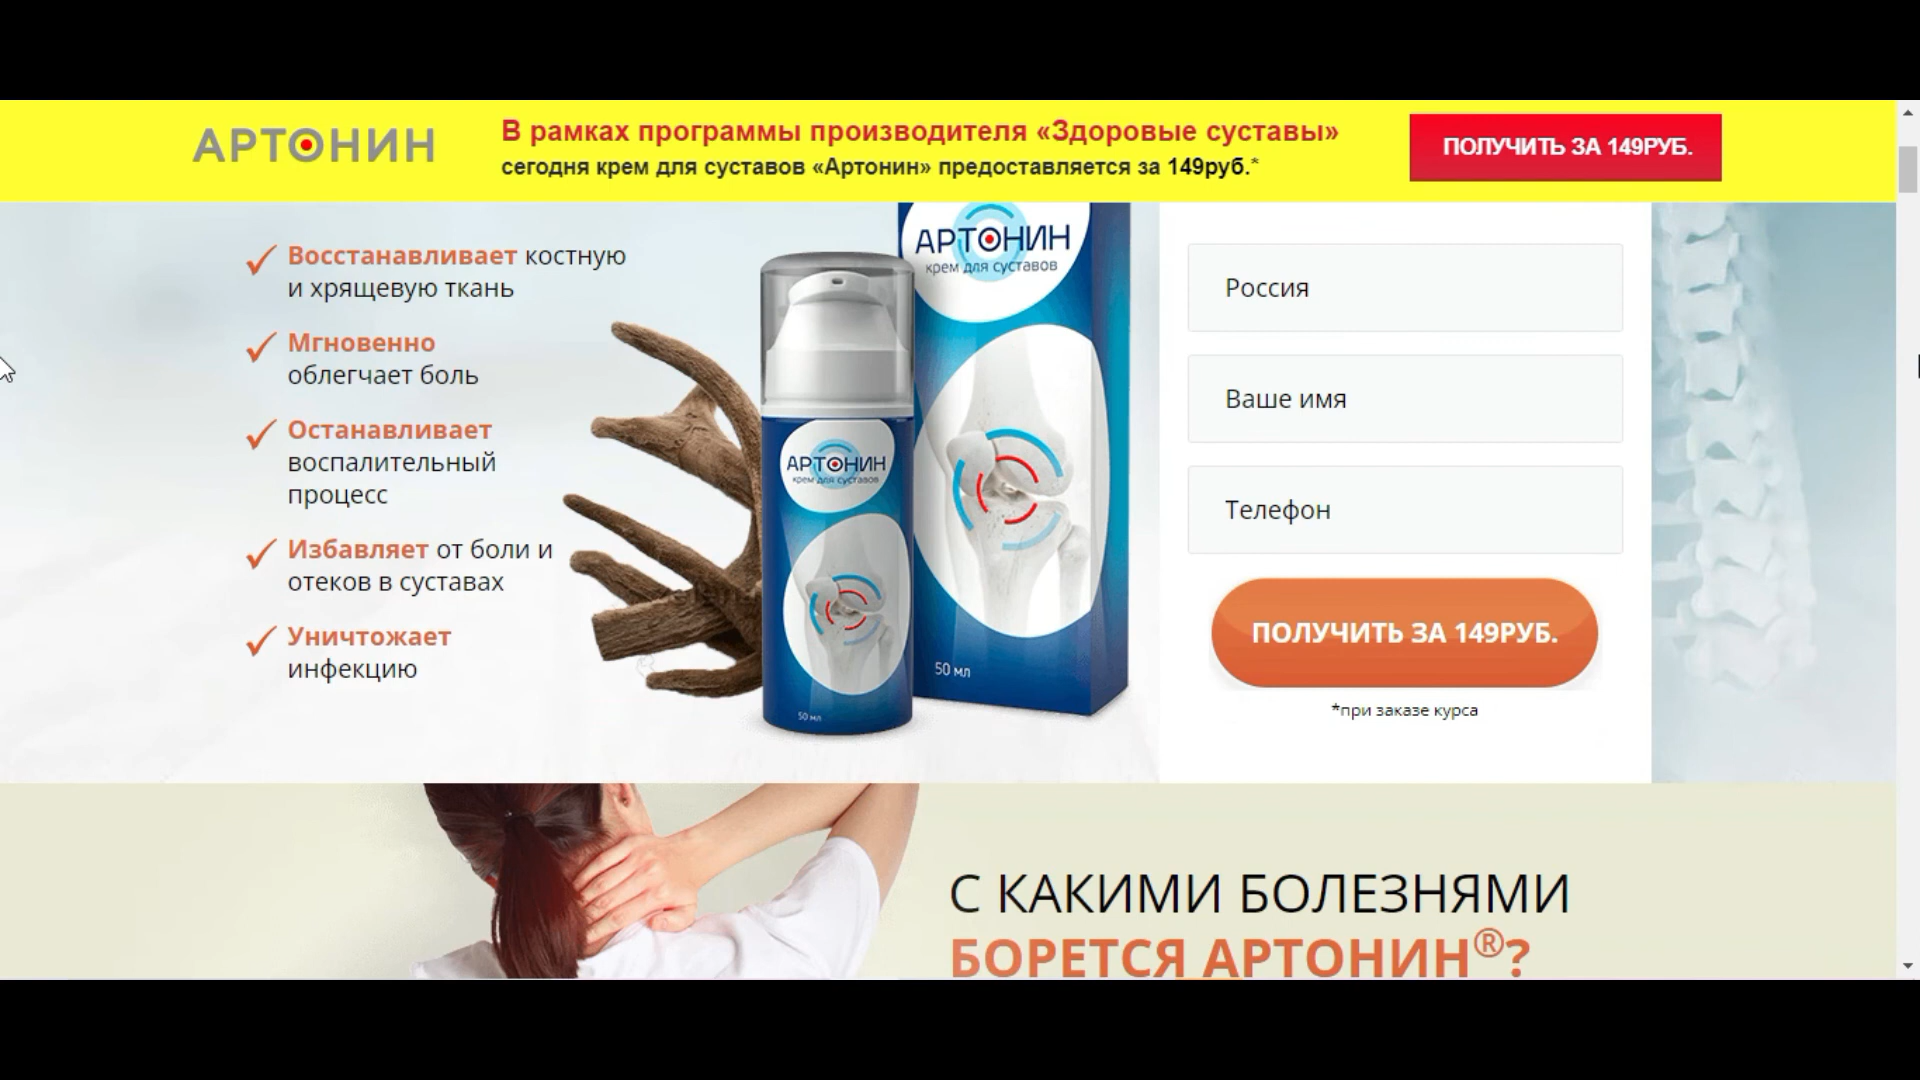 АРТОНИН
В рамках программы производителя «Здоровые суставы»
сегодня крем для суставов «Артонин» предоставляется за 149руб.*
ПОЛУЧИТЬ ЗА 149РУБ.
Восстанавливает костную
и хрящевую ткань
Мгновенно
облегчает боль
Останавливает
воспалительный
процесс
Избавляет от боли и
отеков в суставах
Уничтожает
инфекцию
АРТОНИН
крем для суставов
50 мл
АРТОНИН
крем для суставов
50 мл
Россия
Ваше имя
Телефон
ПОЛУЧИТЬ ЗА 149РУБ.
*при заказе курса
С КАКИМИ БОЛЕЗНЯМИ
БОРЕТСЯ АРТОНИН®?